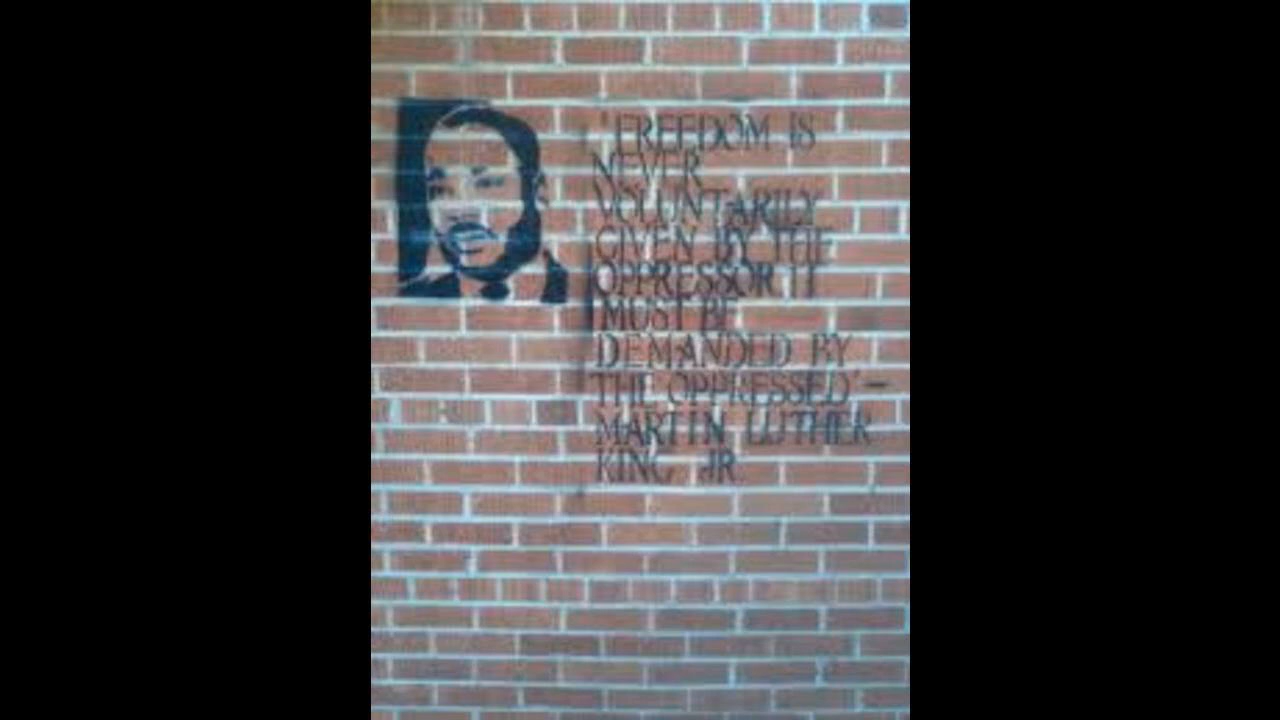 "FREEDOM IS
NEVER
VOLUNTARILY
GIVEN BY THE
OPPRESSOR IT
MUST BE
DEMANDED BY
THE OPPRESSED" –
MARTIN LUTHER
KING JR